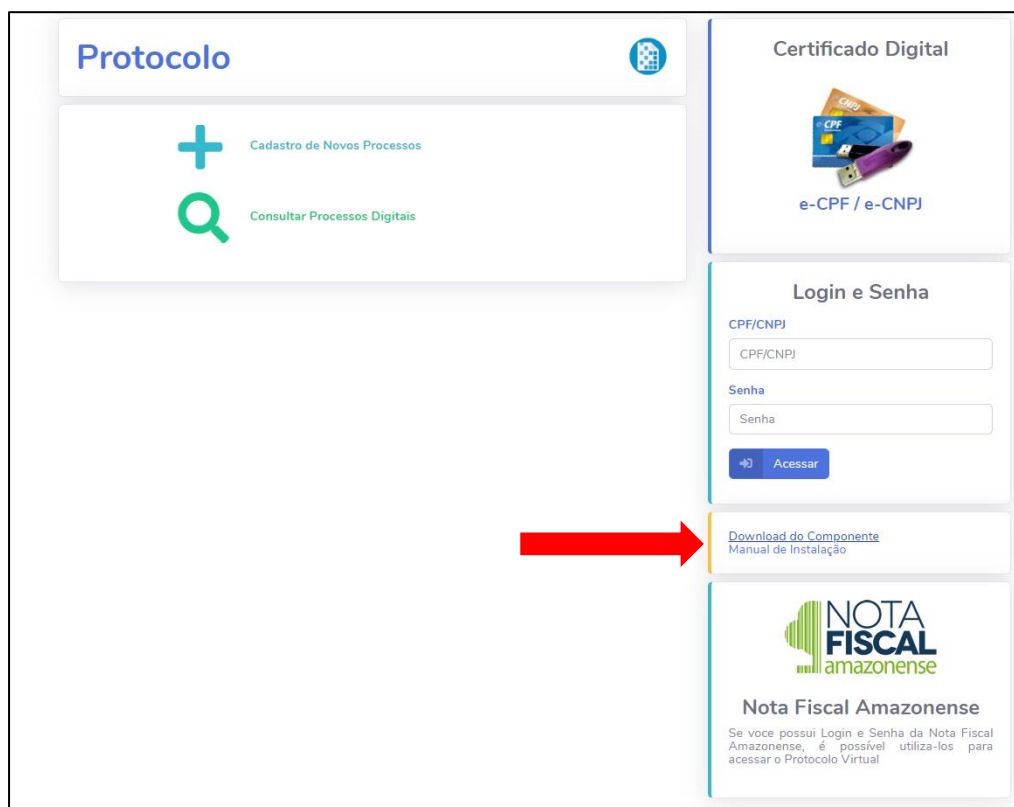 Protocolo
Cadastro de Novos Processos
Consultar Processos Digitais
Certificado Digital
CNPJ
e-CPF
e-CPF / e-CNPJ
Login e Senha
CPF/CNPJ
CPF/CNPJ
Senha
Senha
Acessar
Download do Componente
Manual de Instalação
NOTA
FISCAL
amazonense
Nota Fiscal Amazonense
Se voce possui Login e Senha da Nota Fiscal
Amazonense, é possível utiliza-los para
acessar o Protocolo Virtual